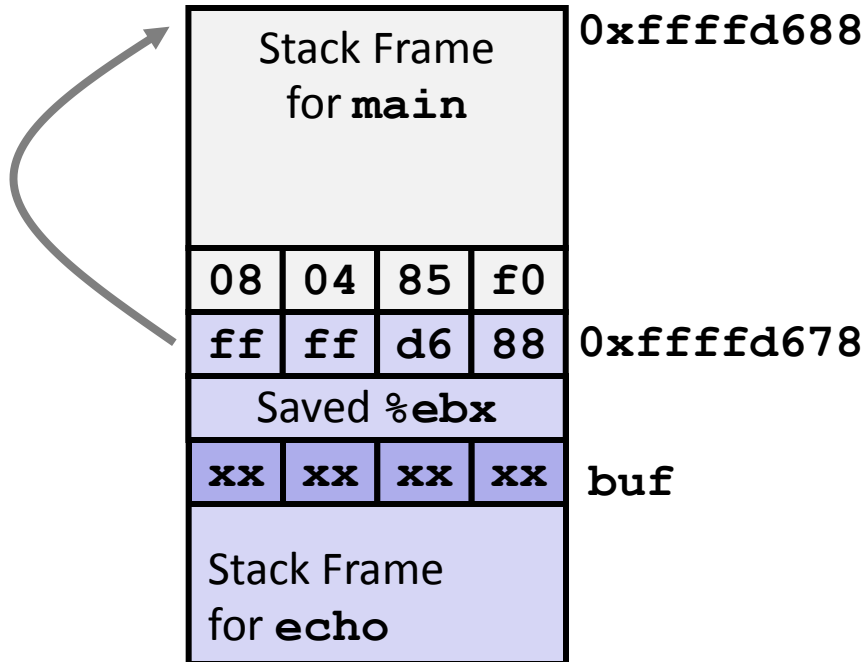 Stack Frame
for main
0xffffd688
08 04 85 f0
ff ff d6 88
0xffffd678
Saved %ebx
xx xx xx xx
buf
Stack Frame
for echo